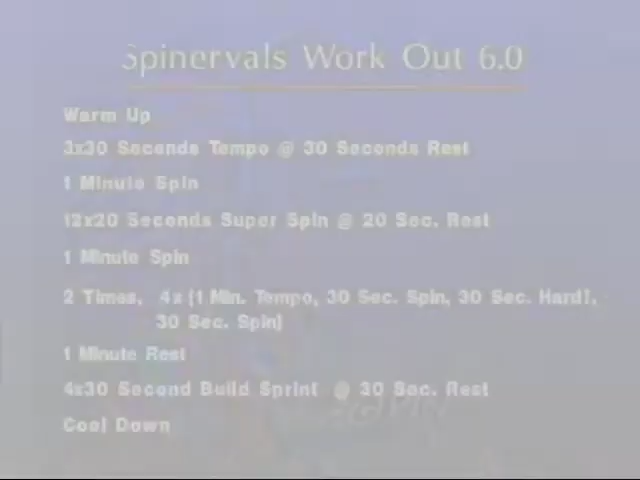 Spinervals Work Out 6.0
Warm Up
3x30 Seconds Tempo @ 30 Seconds Rest
1 Minute Spin
12x20 Seconds Super Spin @ 20 Sec. Rest
1 Minute Spin
2 Times, 4x (1 Min. Tempo, 30 Sec. Spin, 30 Sec. Hard!,
30 Sec. Spin)
1 Minute Rest
4x30 Second Build Sprint @ 30 Sec. Rest
Cool Down